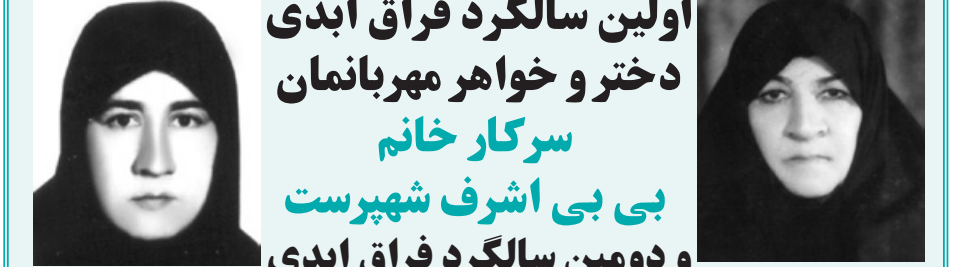 اولین سالگرد فراق ابدی
دختر و خواهر مهربانمان
سرکار خانم
بی بی اشرف شهپرست
و دومین سالگرد فراق ابدی